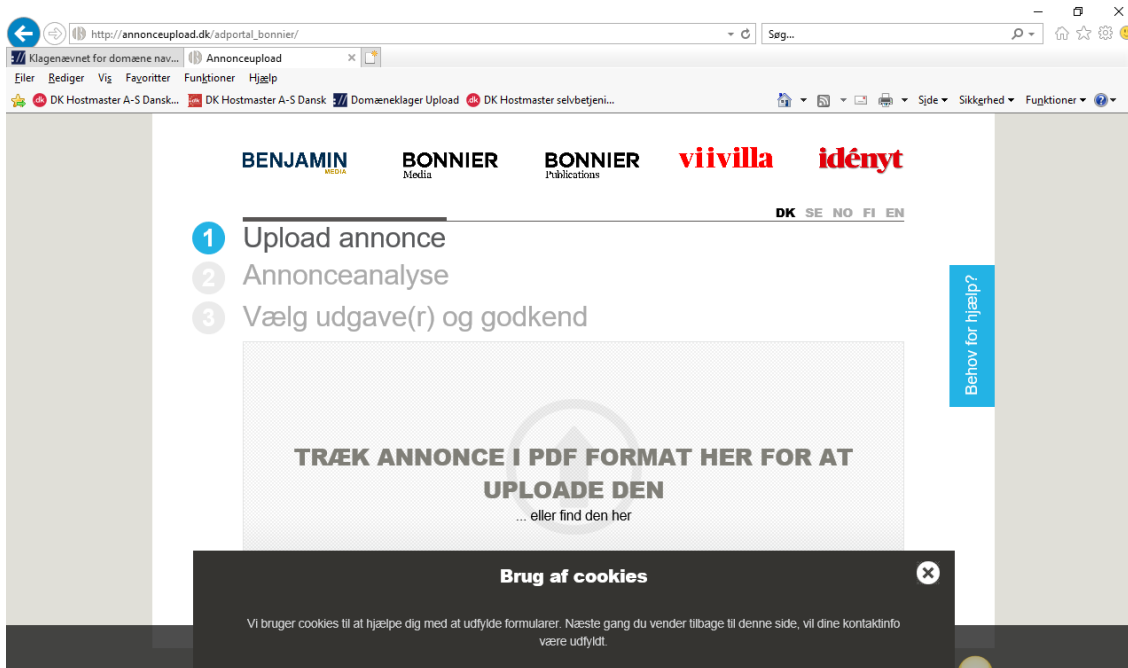 http://annonceupload.dk/adportal_bonnier/
Søg...
Klagenævnet for domæne nav...
Annonceupload
Filer Rediger Vis Favoritter Funktioner Hjælp
DK Hostmaster A-S Dansk... DK Hostmaster A-S Dansk Domæneklager Upload DK Hostmaster selvbetjeni...
Side Sikkerhed Funktioner
BENJAMIN
MEDIA
BONNIER
Media
BONNIER
Publications
viivilla
idényt
DK SE NO FI EN
1 Upload annonce
2 Annonceanalyse
3 Vælg udgave(r) og godkend
Behov for hjælp?
TRÆK ANNONCE I PDF FORMAT HER FOR AT
UPLOADE DEN
... eller find den her
Brug af cookies
Vi bruger cookies til at hjælpe dig med at udfylde formularer. Næste gang du vender tilbage til denne side, vil dine kontaktinfo
være udfyldt.